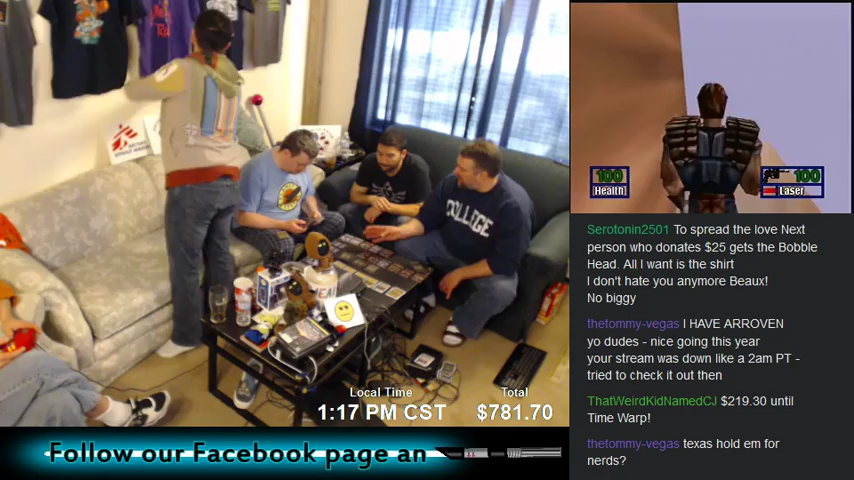 COLLEGE
Local Time
1:17 PM CST
Total
$781.70
Follow our Facebook page an
100
Health
100
Laser
Serotonin2501 To spread the love Next
person who donates $25 gets the Bobble
Head. All I want is the shirt
I don't hate you anymore Beaux!
No biggy
thetommy-vegas I HAVE ARROVEN
yo dudes - nice going this year
your stream was down like a 2am PT -
tried to check it out then
ThatWeirdKidNamedCJ $219.30 until
Time Warp!
thetommy-vegas texas hold em for
nerds?